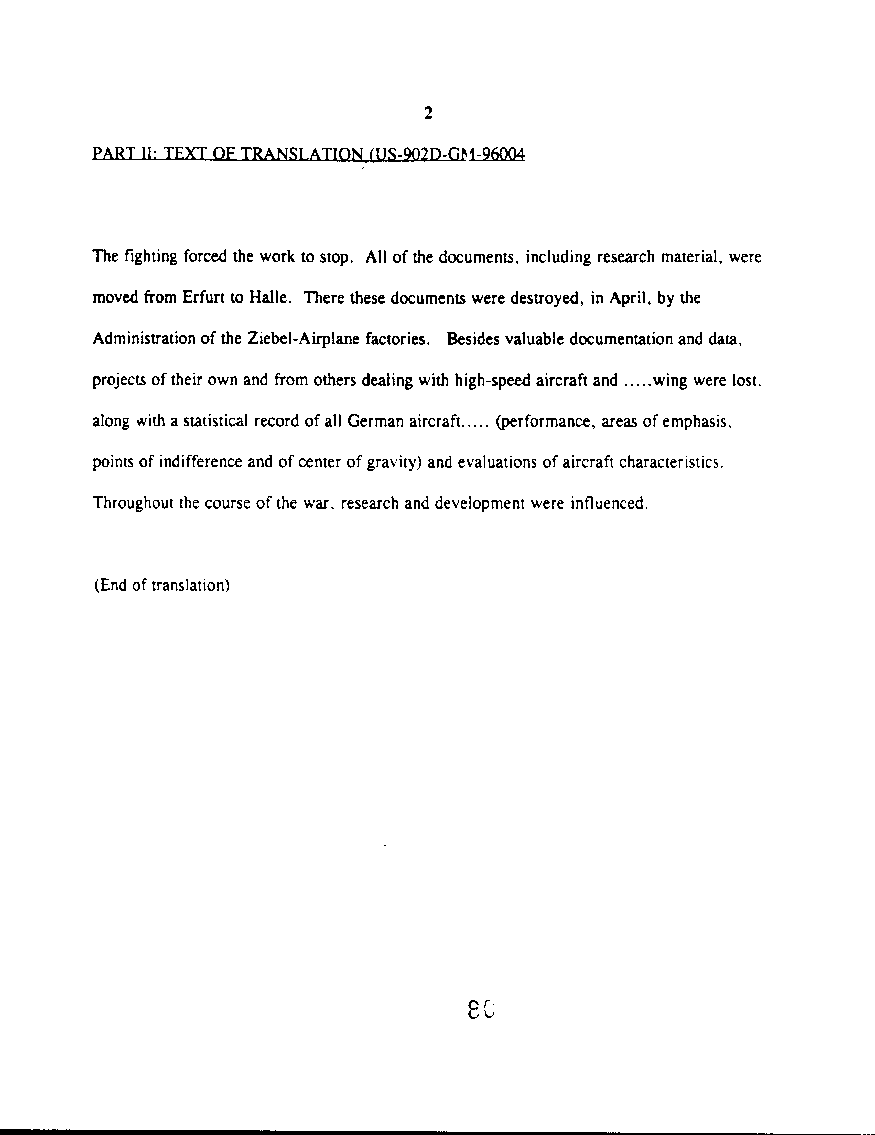 2
PART II: TEXT OF TRANSLATION (US-902D-GM-96004
The fighting forced the work to stop. All of the documents, including research material, were
moved from Erfurt to Halle. There these documents were destroyed, in April, by the
Administration of the Ziebel-Airplane factories. Besides valuable documentation and data,
projects of their own and from others dealing with high-speed aircraft and .....wing were lost.
along with a statistical record of all German aircraft..... (performance, areas of emphasis,
points of indifference and of center of gravity) and evaluations of aircraft characteristics.
Throughout the course of the war, research and development were influenced.
(End of translation)
80